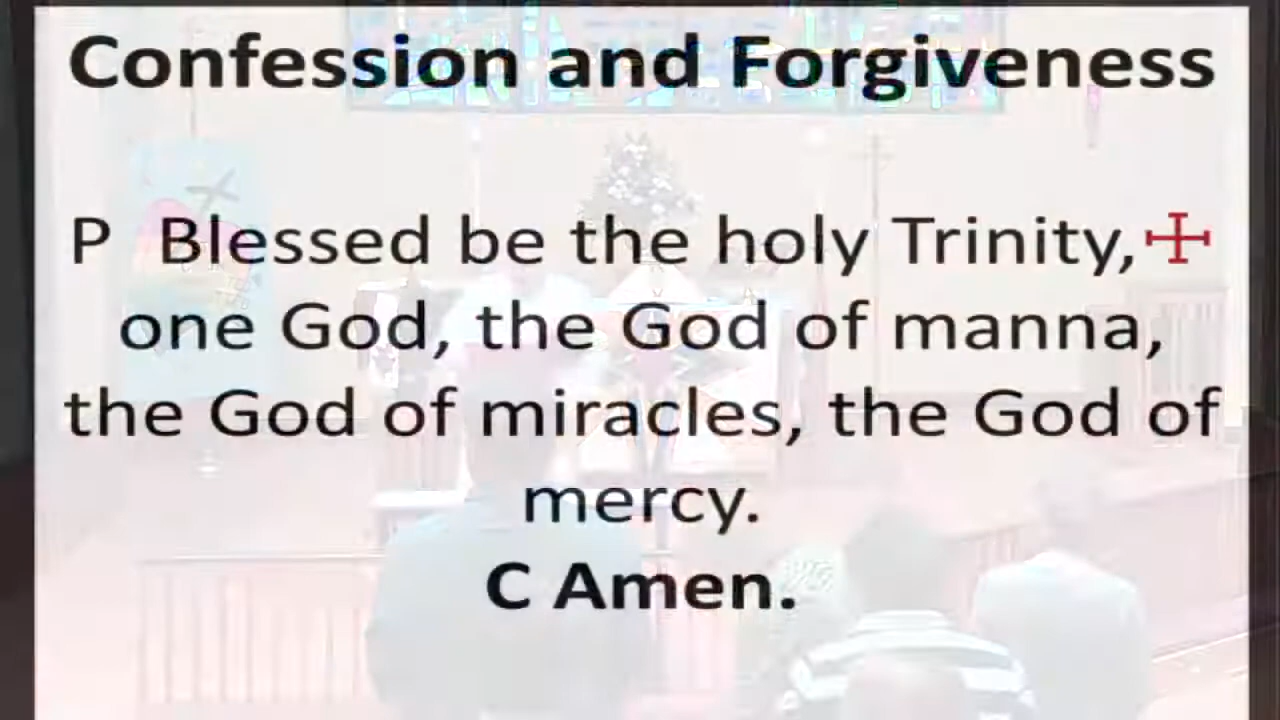 Confession and Forgiveness
P Blessed be the holy Trinity,☩
one God, the God of manna,
the God of miracles, the God of
mercy.
C Amen.